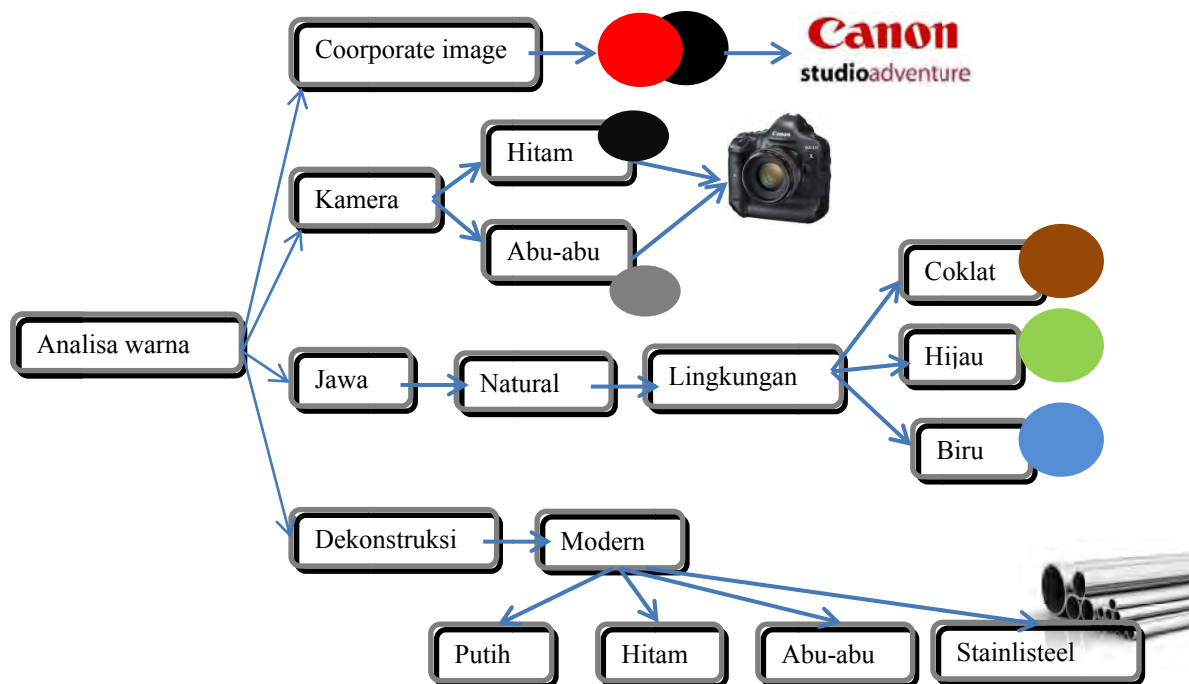 Coorporate image
Canon
studioadventure
Hitam
Kamera
Abu-abu
Coklat
Analisa warna
Hijau
Jawa
Natural
Lingkungan
Biru
Dekonstruksi
Modern
Putih
Hitam
Abu-abu
Stainlisteel